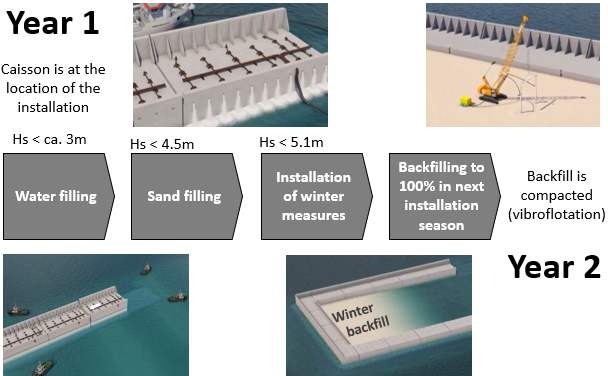 Year 1
Caisson is at the
location of the
installation
Hs < ca. 3m
Hs < 4.5m
Hs < 5.1m
Water filling
Sand filling
Installation
of winter
measures
Backfilling to
100% in next
installation
season
Backfill is
compacted
(vibroflotation)
Year 2
Winter
backfill